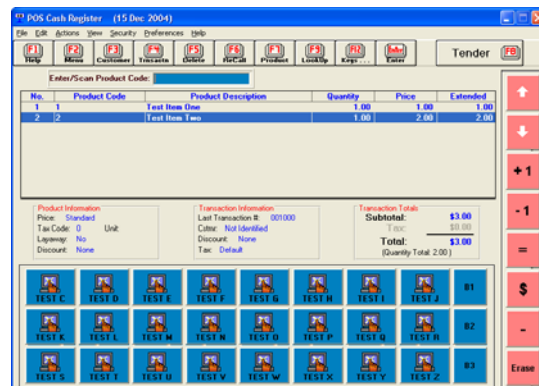 POS Cash Register (15 Dec 2004)
File Edit Actions View Security Preferences Help
F1 F2 F3 F4 F5 F6 F7 F9 F12 Enter
Help Menu Customer Trnsactn Delete ReCall Product LookUp Keys... Enter
Tender F8
Enter/Scan Product Code:
No. Product Code Product Description Quantity Price Extended
1 1 Test Item One 1.00 1.00 1.00
2 2 Test Item Two 1.00 2.00 2.00
+1
-1
=
$
-
Erase
Product Information
Price: Standard
Tax Code: 0 Unit
Layaway: No
Discount: None
Transaction Information
Last Transaction #: 001000
Cstmr: Not Identified
Discount: None
Tax: Default
Transaction Totals
Subtotal: $3.00
Tax: $0.00
Total: $3.00
(Quantity Total: 2.00 )
TEST C TEST D TEST E TEST F TEST G TEST H TEST I TEST J B1
TEST K TEST L TEST M TEST N TEST O TEST P TEST Q TEST R B2
TEST S TEST T TEST U TEST V TEST W TEST X TEST Y TEST Z B3